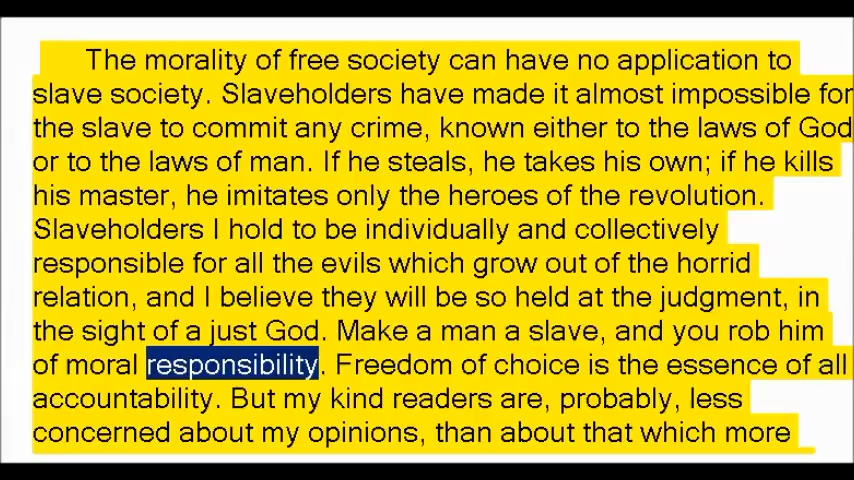 The morality of free society can have no application to
slave society. Slaveholders have made it almost impossible for
the slave to commit any crime, known either to the laws of God
or to the laws of man. If he steals, he takes his own; if he kills
his master, he imitates only the heroes of the revolution.
Slaveholders I hold to be individually and collectively
responsible for all the evils which grow out of the horrid
relation, and I believe they will be so held at the judgment, in
the sight of a just God. Make a man a slave, and you rob him
of moral responsibility. Freedom of choice is the essence of all
accountability. But my kind readers are, probably, less
concerned about my opinions, than about that which more